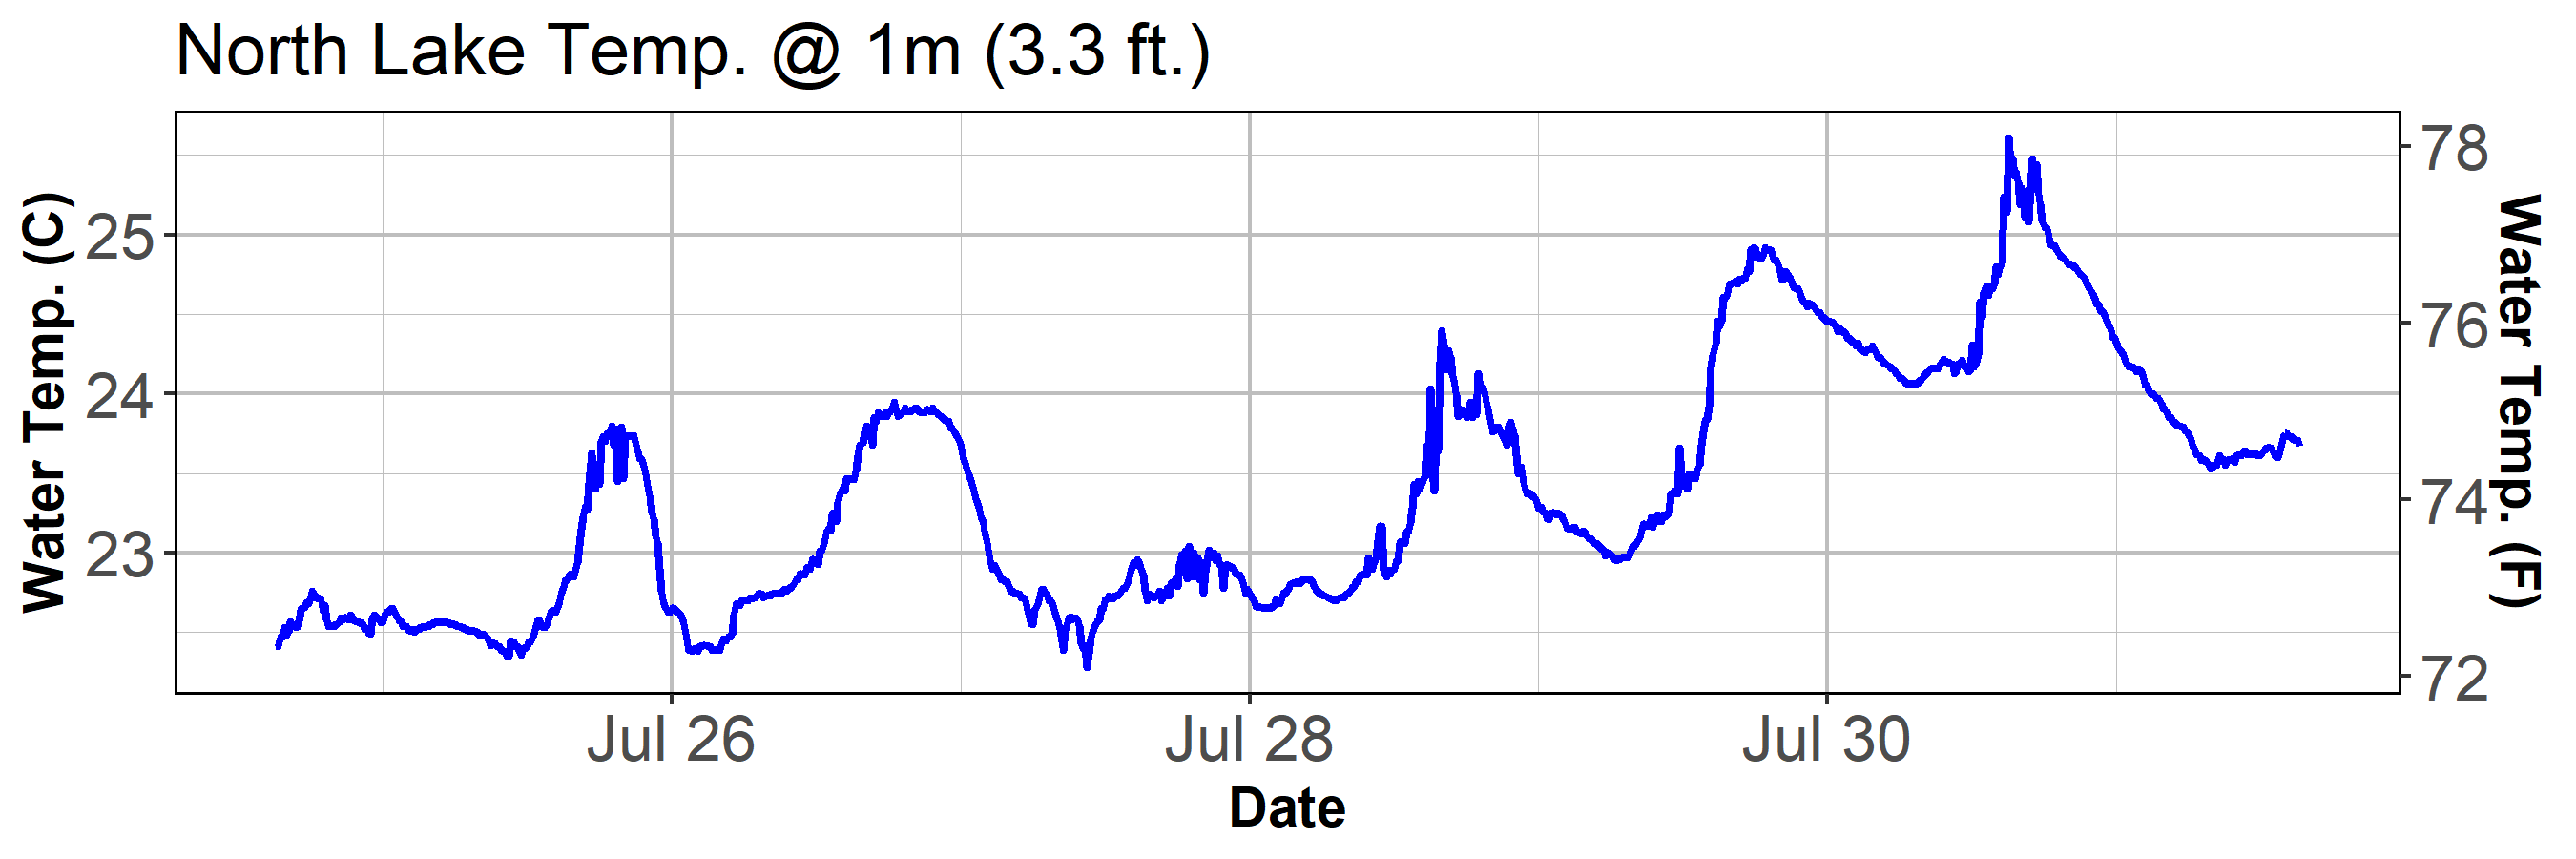 North Lake Temp. @ 1m (3.3 ft.)
Water Temp. (C)
25
24
23
78
76
74
72
Water Temp. (F)
Jul 26
Jul 28
Jul 30
Date